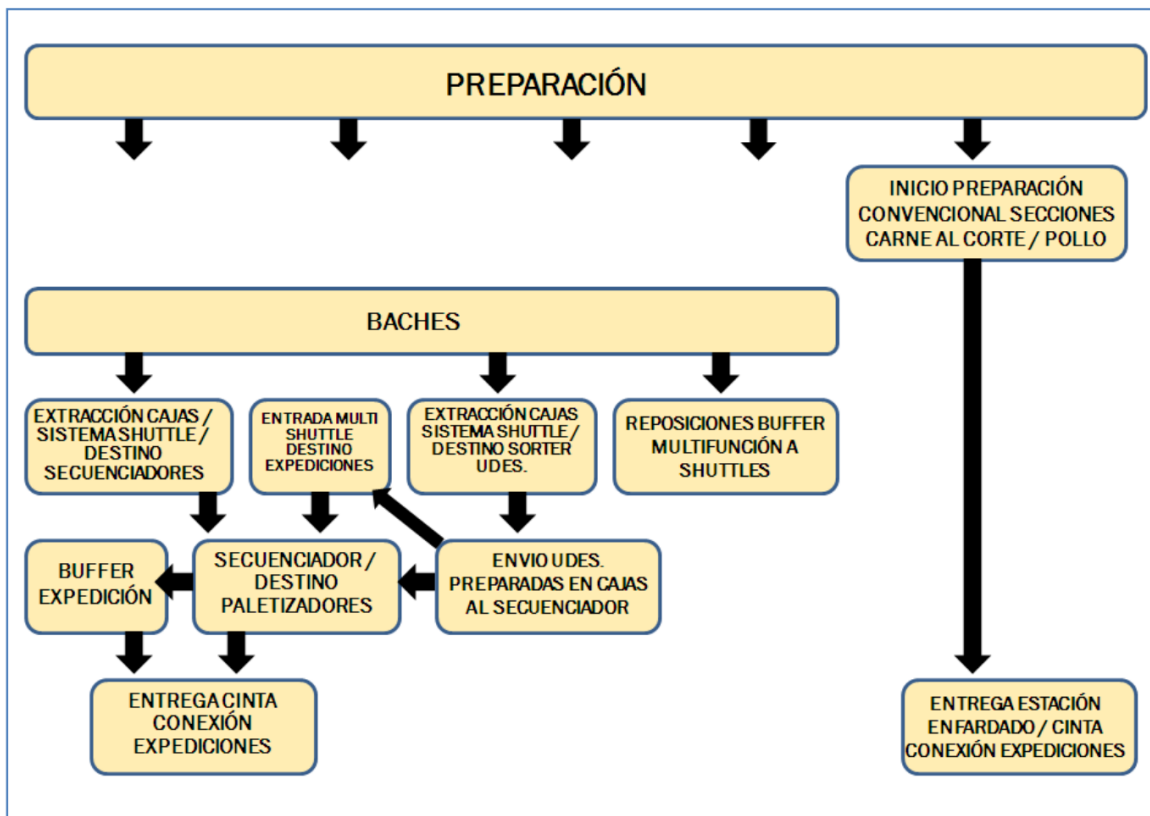 PREPARACIÓN
INICIO PREPARACIÓN
CONVENCIONAL SECCIONES
CARNE AL CORTE / POLLO
BACHES
EXTRACCIÓN CAJAS /
SISTEMA SHUTTLE /
DESTINO
SECUENCIADORES
ENTRADA MULTI
SHUTTLE
DESTINO
EXPEDICIONES
EXTRACCIÓN CAJAS
SISTEMA SHUTTLE /
DESTINO SORTER
UDES.
REPOSICIONES BUFFER
MULTIFUNCIÓN A
SHUTTLES
BUFFER
EXPEDICIÓN
SECUENCIADOR /
DESTINO
PALETIZADORES
ENVIO UDES.
PREPARADAS EN CAJAS
AL SECUENCIADOR
ENTREGA CINTA
CONEXIÓN
EXPEDICIONES
ENTREGA ESTACIÓN
ENFARDADO / CINTA
CONEXIÓN EXPEDICIONES